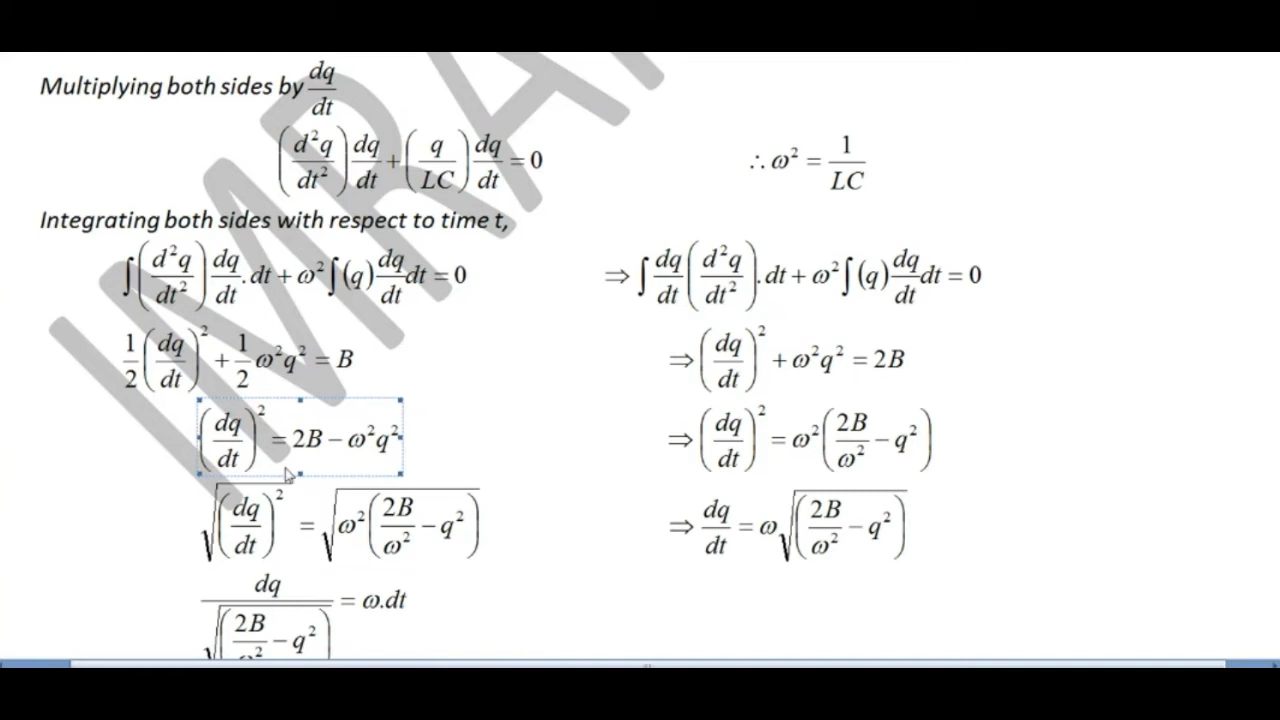 Multiplying both sides by dq/dt
(d²q/dt²) dq/dt + (q/LC) dq/dt = 0 ∴ ω² = 1/LC
Integrating both sides with respect to time t,
∫(d²q/dt²) dq/dt . dt + ω² ∫(q) dq/dt dt = 0 ⇒ ∫ dq/dt (d²q/dt²) . dt + ω² ∫(q) dq/dt dt = 0
1/2 (dq/dt)² + 1/2 ω²q² = B ⇒ (dq/dt)² + ω²q² = 2B
(dq/dt)² = 2B − ω²q² ⇒ (dq/dt)² = ω² (2B/ω² − q²)
√(dq/dt)² = √ω² (2B/ω² − q²) ⇒ dq/dt = ω √(2B/ω² − q²)
dq/√(2B/ω² − q²) = ω.dt
IMRA